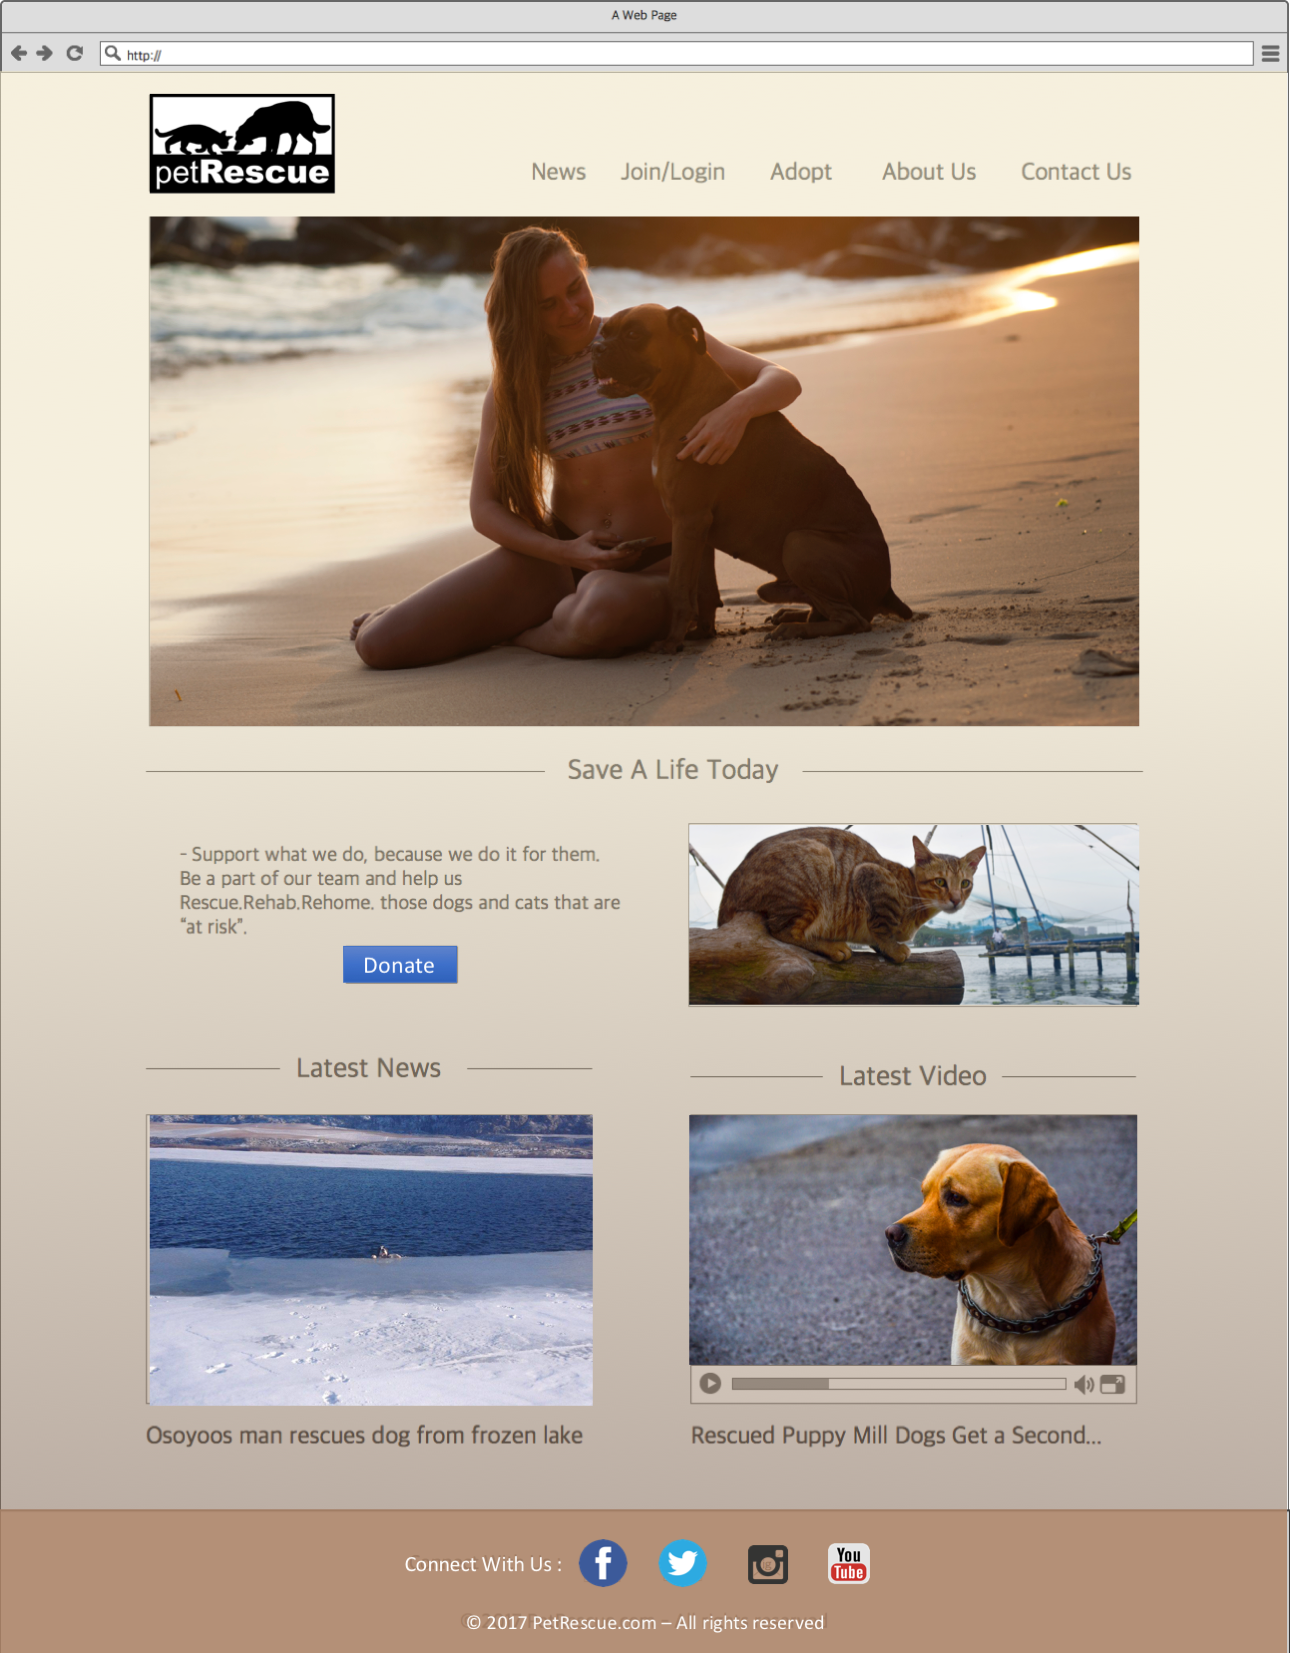 A Web Page
http://
petRescue
News Join/Login Adopt About Us Contact Us
Save A Life Today
- Support what we do, because we do it for them.
Be a part of our team and help us
Rescue.Rehab.Rehome. those dogs and cats that are
“at risk”.
Donate
Latest News
Latest Video
Osoyoos man rescues dog from frozen lake
Rescued Puppy Mill Dogs Get a Second...
Connect With Us : f You Tube
© 2017 PetRescue.com – All rights reserved